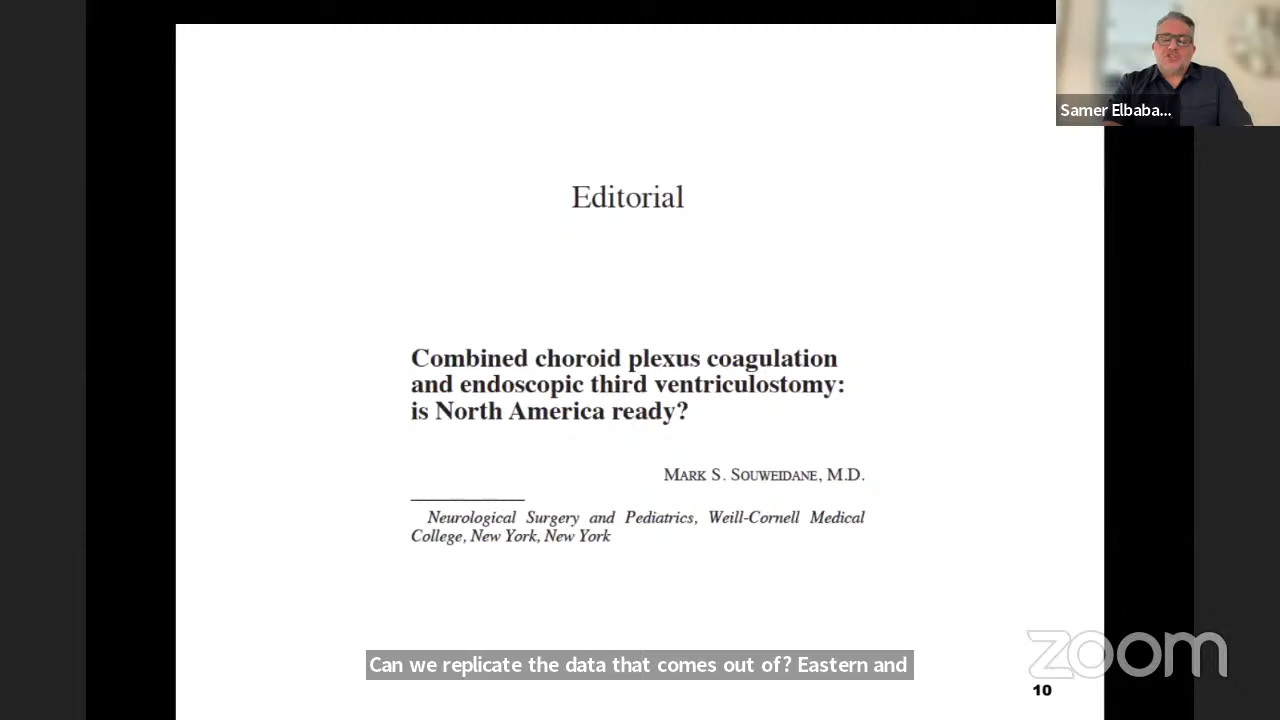 Samer Elbaba...
Editorial
Combined choroid plexus coagulation
and endoscopic third ventriculostomy:
is North America ready?
MARK S. SOUWEIDANE, M.D.
Neurological Surgery and Pediatrics, Weill-Cornell Medical
College, New York, New York
Can we replicate the data that comes out of? Eastern and
zoom
10